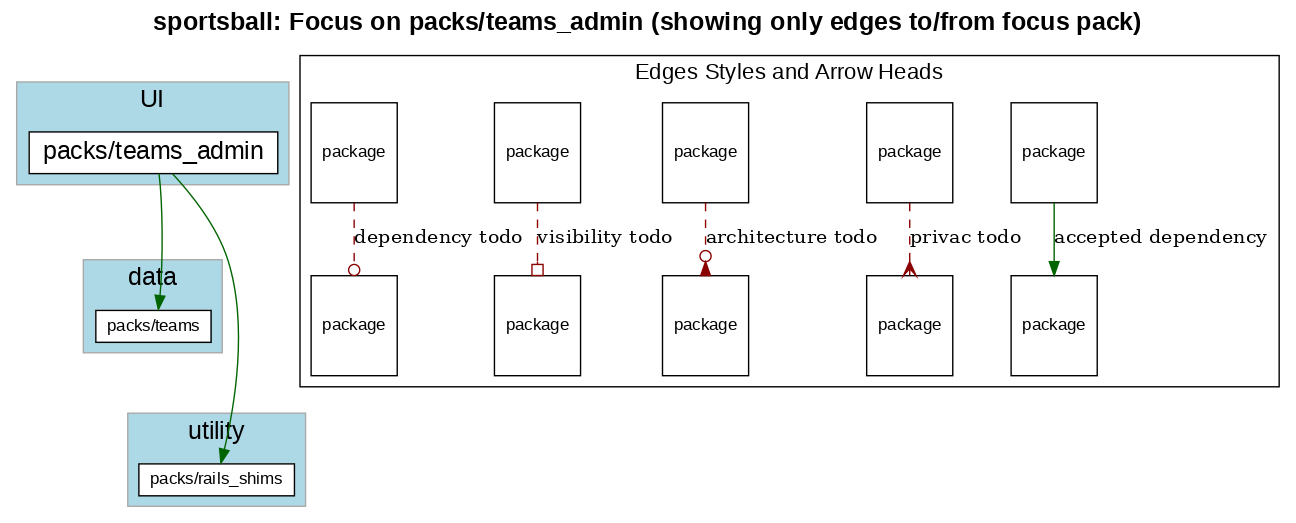 sportsball: Focus on packs/teams_admin (showing only edges to/from focus pack)
UI
packs/teams_admin
data
packs/teams
utility
packs/rails_shims
Edges Styles and Arrow Heads
package package package package package
dependency todo visibility todo architecture todo privac todo accepted dependency
package package package package package